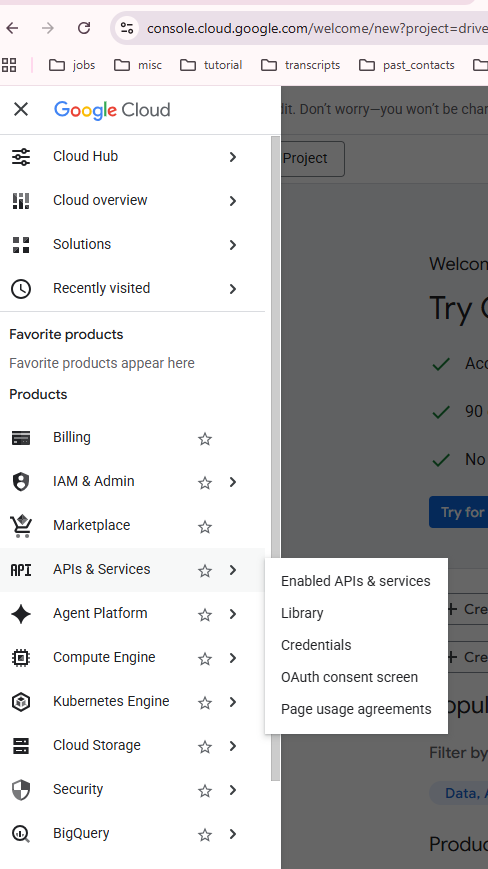 console.cloud.google.com/welcome/new?project=drive
jobs
misc
tutorial
transcripts
past_contacts
Google Cloud
dit. Don't worry—you won't be char
Cloud Hub
Project
Cloud overview
Solutions
Welcom
Recently visited
Try
Favorite products
Favorite products appear here
Acc
Products
90
Billing
No
IAM & Admin
Try for
Marketplace
API APIs & Services
Enabled APIs & services
Library
Credentials
OAuth consent screen
Page usage agreements
Cre
Agent Platform
Cre
Compute Engine
Kubernetes Engine
opul
Cloud Storage
Filter by
Security
Data, A
BigQuery
Produc